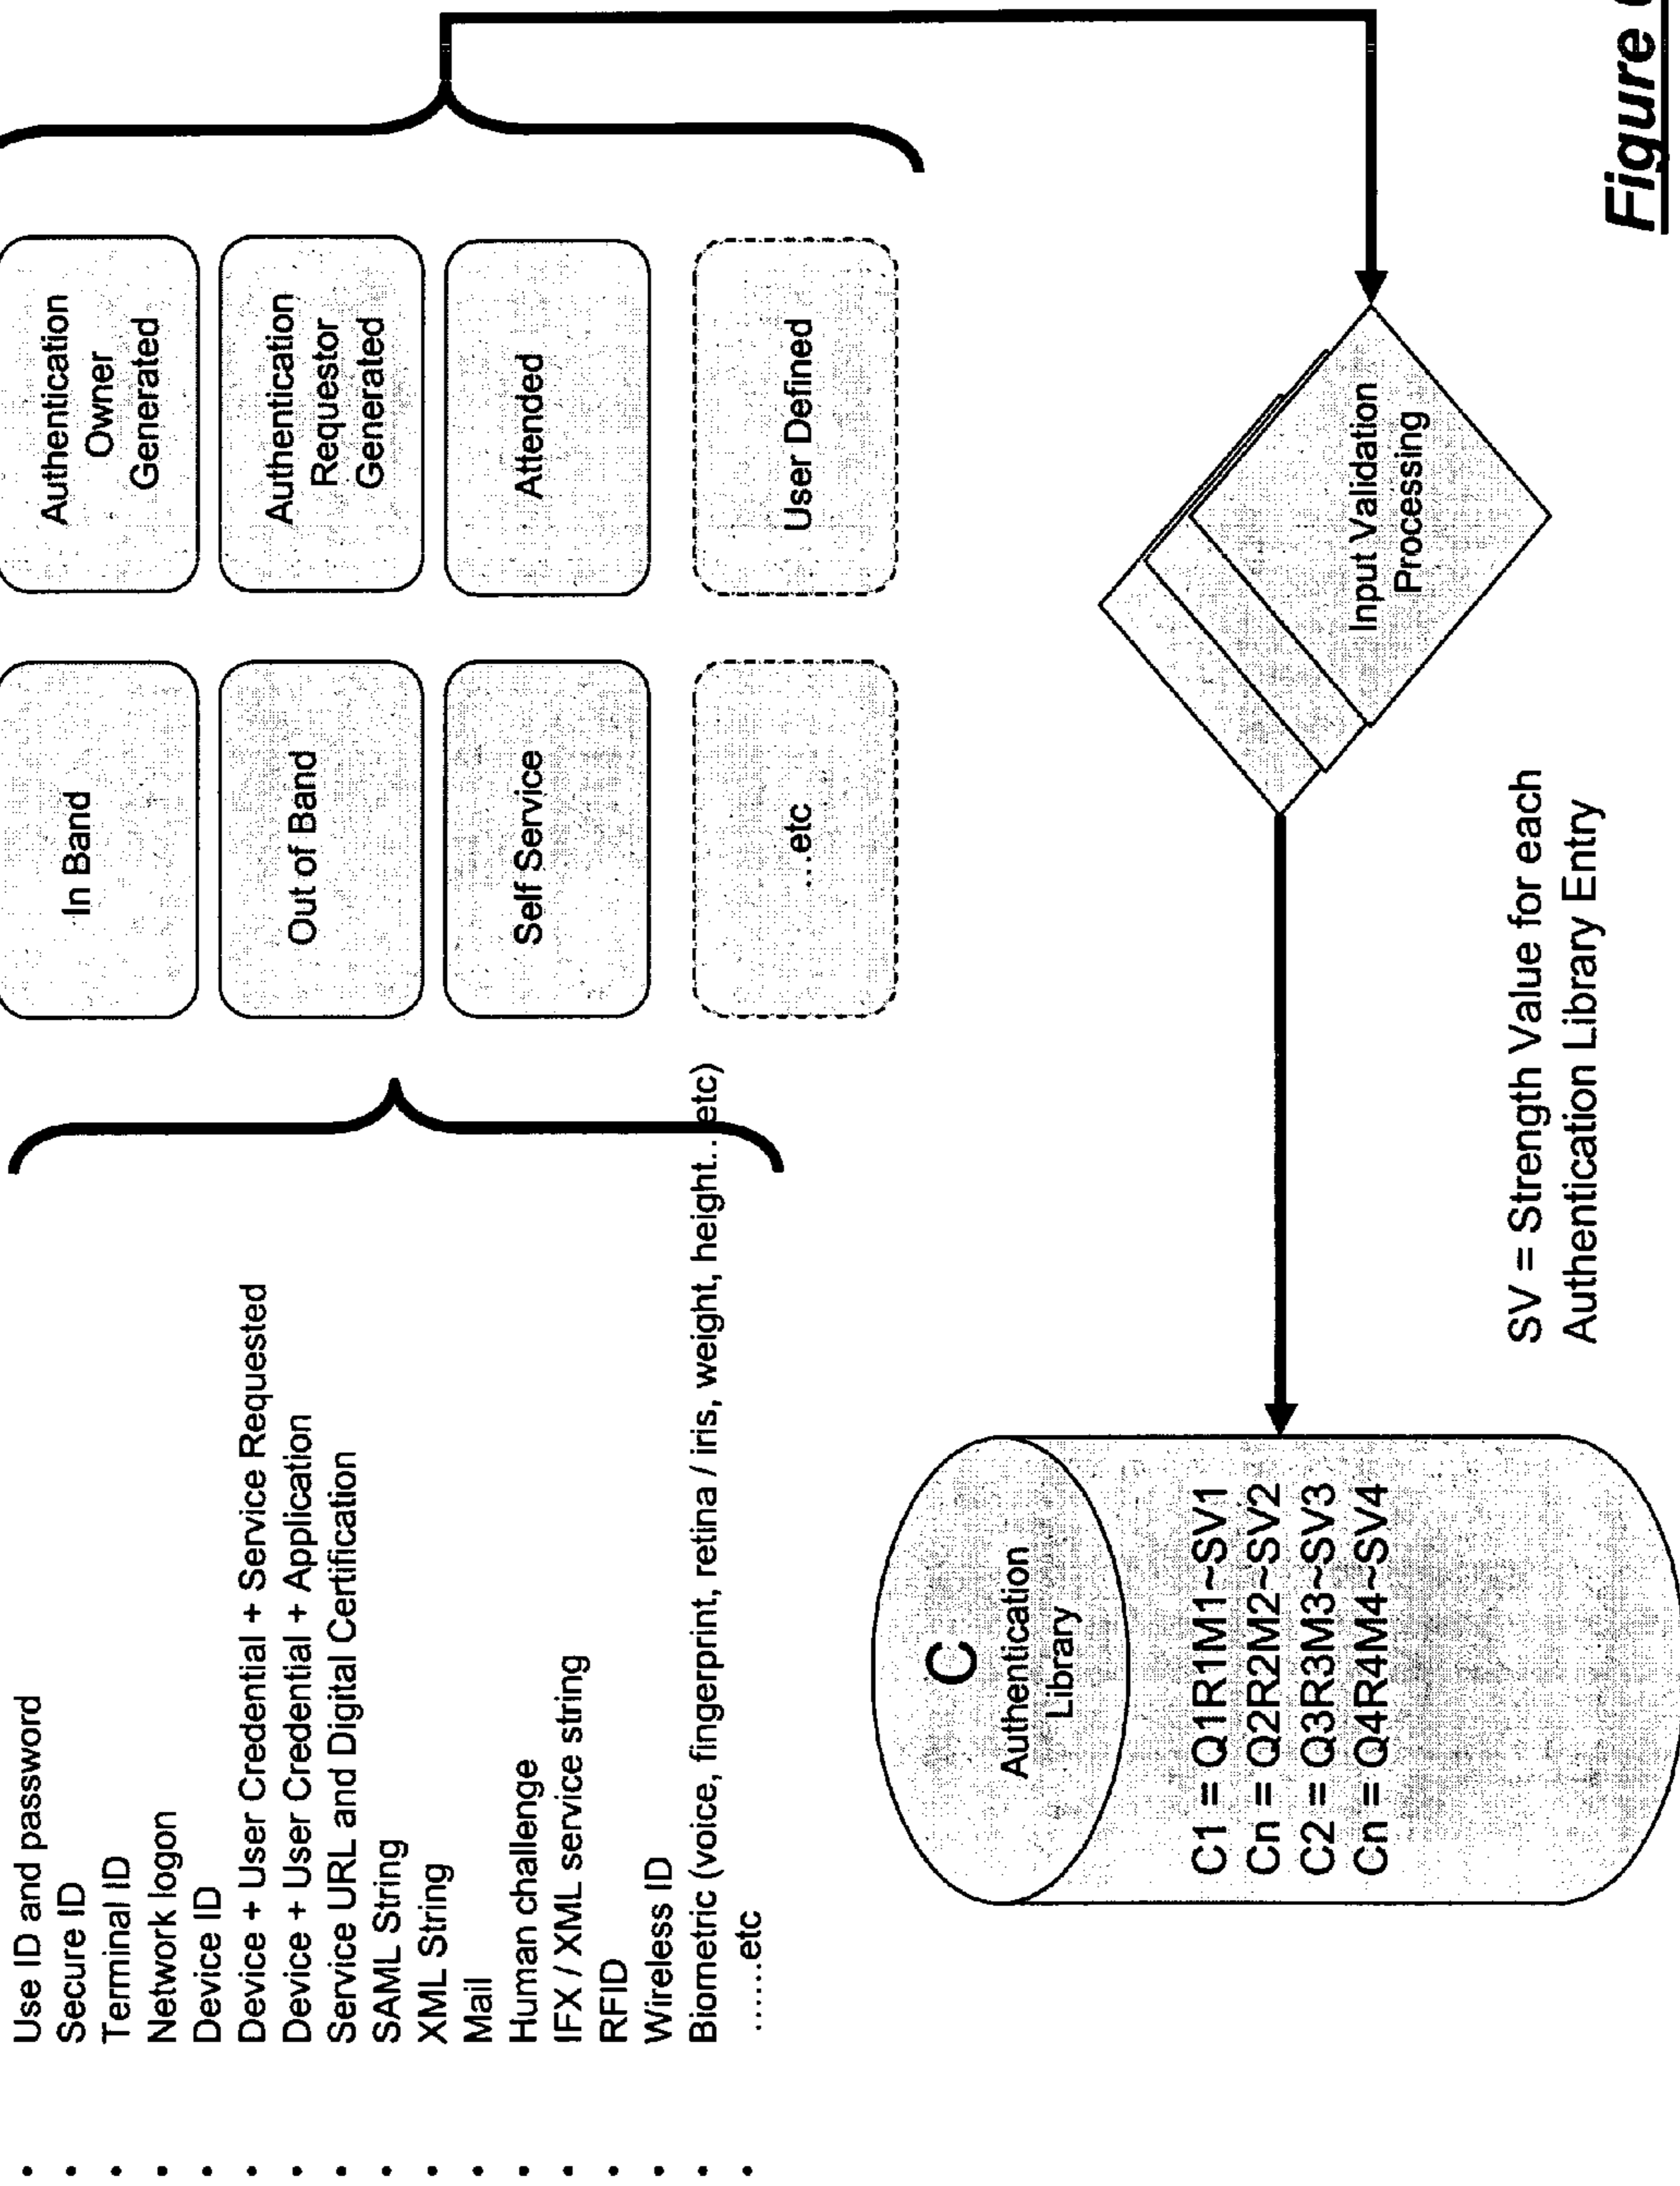 • Use ID and password
• Secure ID
• Terminal ID
• Network logon
• Device ID
• Device + User Credential + Service Requested
• Device + User Credential + Application
• Service URL and Digital Certification
• SAML String
• XML String
• Mail
• Human challenge
• IFX / XML service string
• RFID
• Wireless ID
• Biometric (voice, fingerprint, retina / iris, weight, height...etc)
• ......etc
In Band
Out of Band
Self Service
...etc
Authentication
Owner
Generated
Authentication
Requestor
Generated
Attended
User Defined
C
Authentication
Library
C1 = Q1R1M1~SV1
Cn = Q2R2M2~SV2
C2 = Q3R3M3~SV3
Cn = Q4R4M4~SV4
Input Validation
Processing
SV = Strength Value for each
Authentication Library Entry
Figure